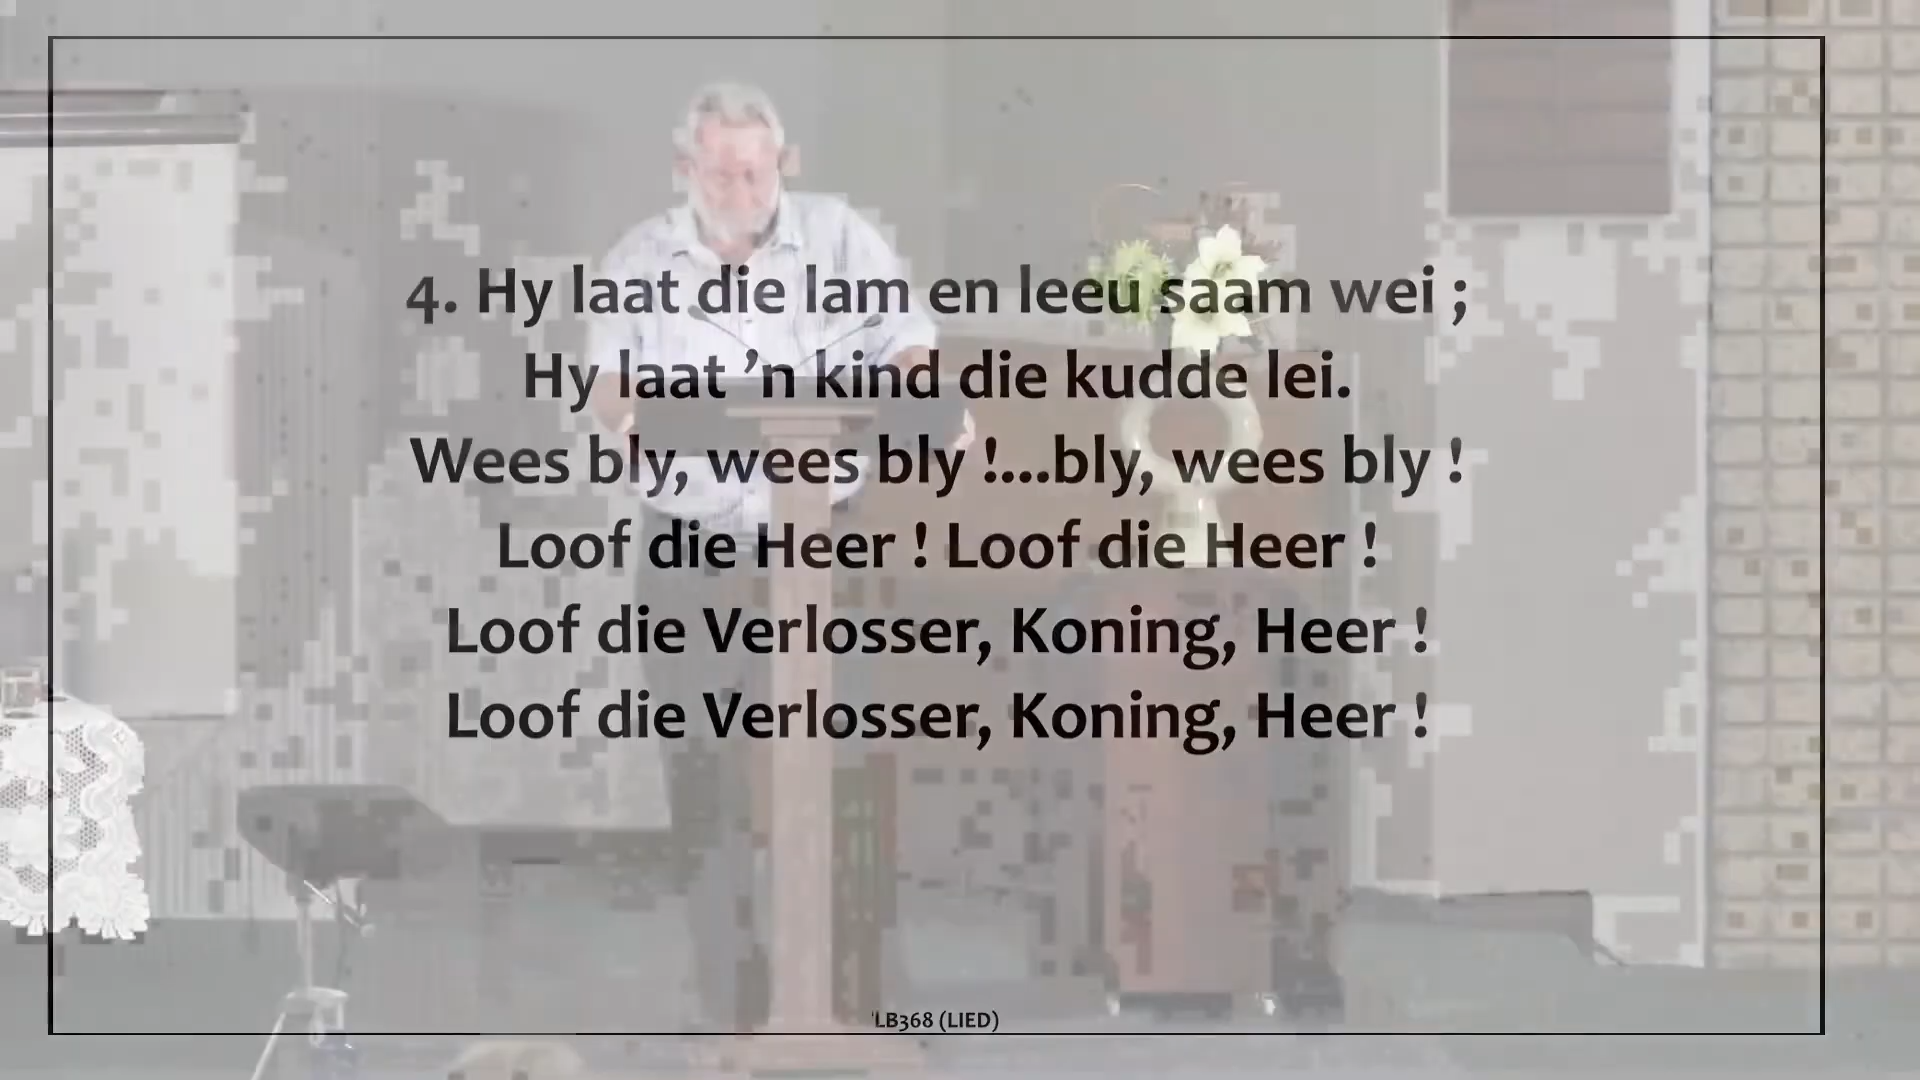 4. Hy laat die lam en leeu saam wei ;
Hy laat ’n kind die kudde lei.
Wees bly, wees bly !...bly, wees bly !
Loof die Heer ! Loof die Heer !
Loof die Verlosser, Koning, Heer !
Loof die Verlosser, Koning, Heer !
LB368 (LIED)